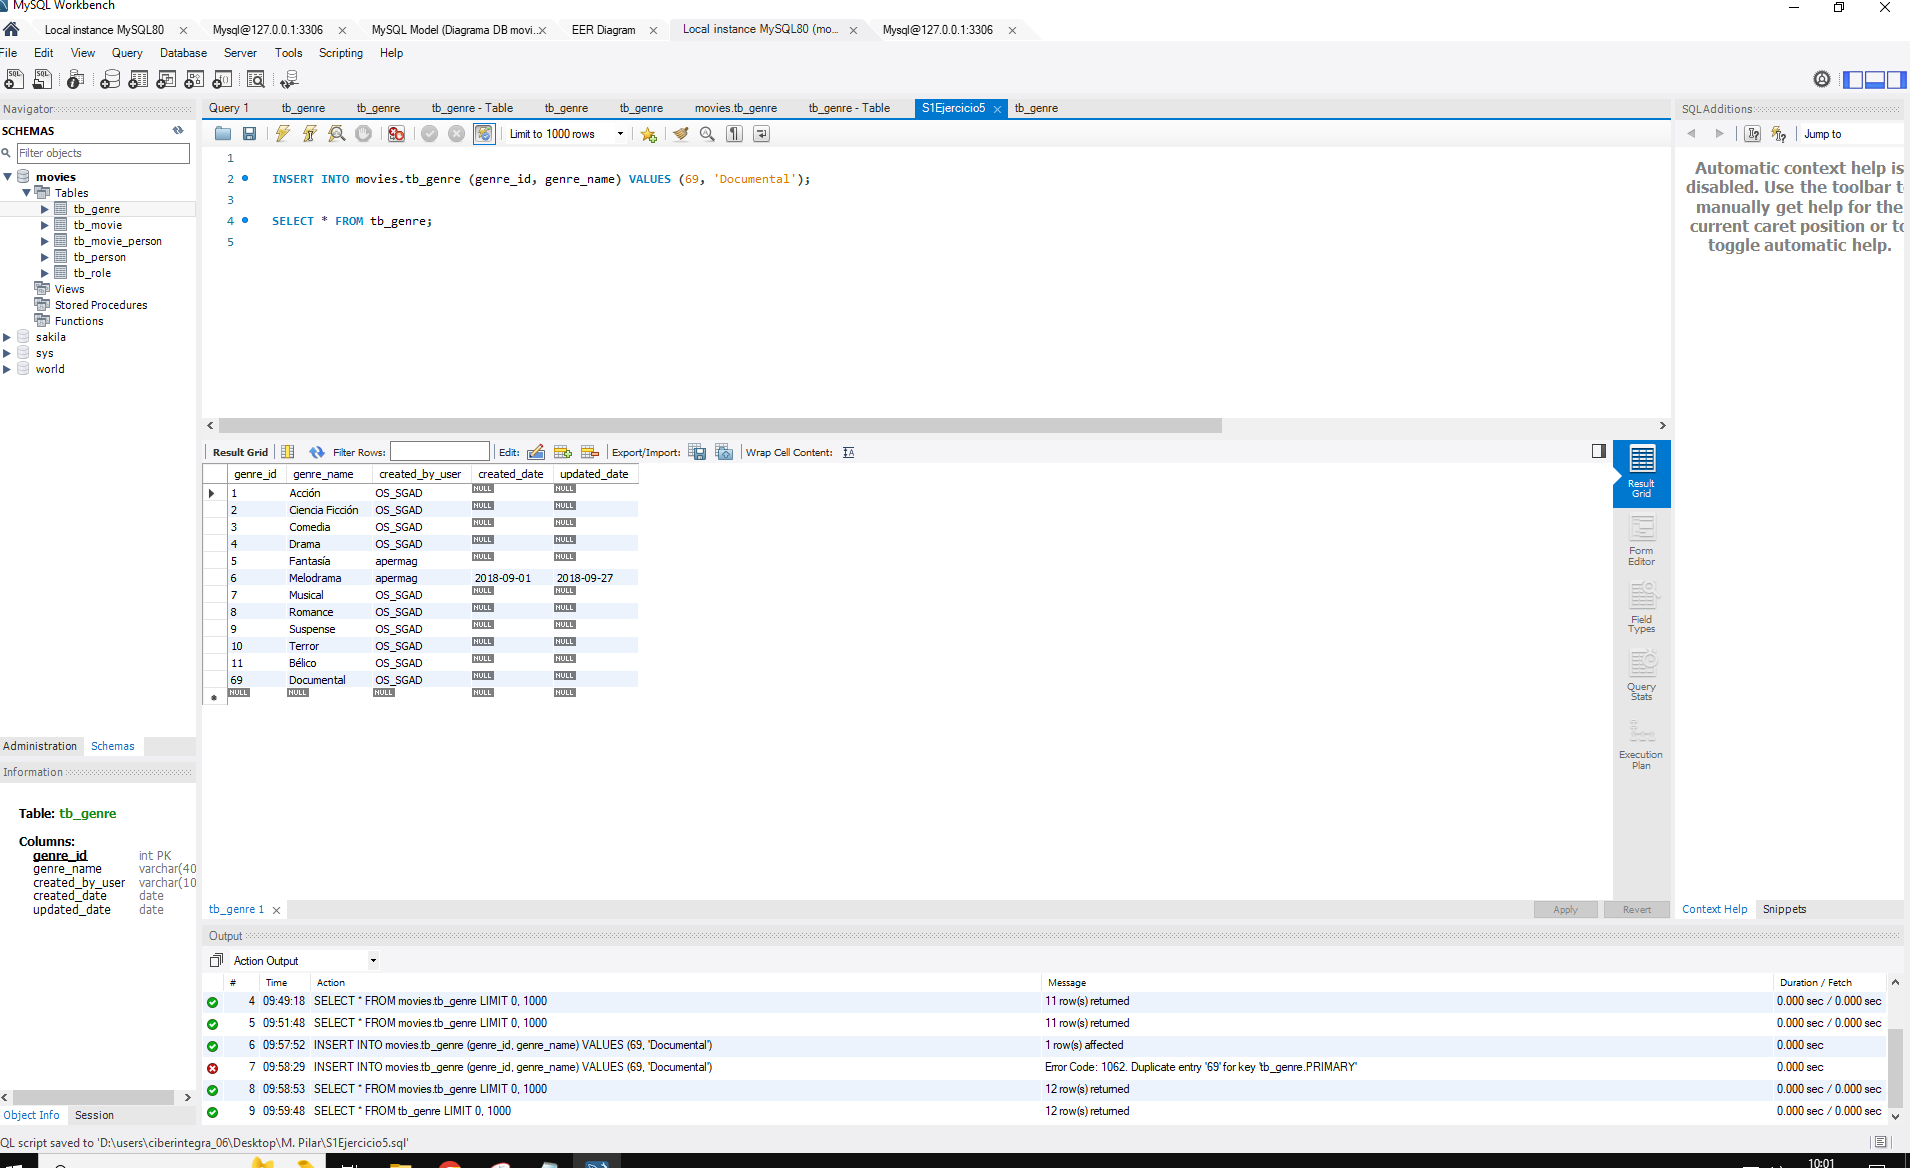 MySQL Workbench
Local instance MySQL80
Mysql@127.0.0.1:3306
MySQL Model (Diagrama DB movi...
EER Diagram
Local instance MySQL80 (mo...
Mysql@127.0.0.1:3306
File Edit View Query Database Server Tools Scripting Help
Navigator
SCHEMAS
Filter objects
movies
Tables
tb_genre
tb_movie
tb_movie_person
tb_person
tb_role
Views
Stored Procedures
Functions
sakila
sys
world
Administration Schemas
Information
Table: tb_genre
Columns:
genre_id int PK
genre_name varchar(40
created_by_user varchar(10
created_date date
updated_date date
Object Info Session
Query 1 tb_genre tb_genre tb_genre - Table tb_genre tb_genre movies.tb_genre tb_genre - Table S1Ejercicio5 tb_genre
Limit to 1000 rows
1
2 INSERT INTO movies.tb_genre (genre_id, genre_name) VALUES (69, 'Documental');
3
4 SELECT * FROM tb_genre;
5
Result Grid Filter Rows: Edit: Export/Import: Wrap Cell Content:
genre_id genre_name created_by_user created_date updated_date
1 Acción OS_SGAD NULL NULL
2 Ciencia Ficción OS_SGAD NULL NULL
3 Comedia OS_SGAD NULL NULL
4 Drama OS_SGAD NULL NULL
5 Fantasía apermag NULL NULL
6 Melodrama apermag 2018-09-01 2018-09-27
7 Musical OS_SGAD NULL NULL
8 Romance OS_SGAD NULL NULL
9 Suspense OS_SGAD NULL NULL
10 Terror OS_SGAD NULL NULL
11 Bélico OS_SGAD NULL NULL
69 Documental OS_SGAD NULL NULL
NULL NULL NULL NULL NULL
Result Grid
Form Editor
Field Types
Query Stats
Execution Plan
tb_genre 1
Apply Revert
SQLAdditions
Jump to
Automatic context help is
disabled. Use the toolbar t
manually get help for the
current caret position or to
toggle automatic help.
Context Help Snippets
Output
Action Output
# Time Action Message Duration / Fetch
4 09:49:18 SELECT * FROM movies.tb_genre LIMIT 0, 1000 11 row(s) returned 0.000 sec / 0.000 sec
5 09:51:48 SELECT * FROM movies.tb_genre LIMIT 0, 1000 11 row(s) returned 0.000 sec / 0.000 sec
6 09:57:52 INSERT INTO movies.tb_genre (genre_id, genre_name) VALUES (69, 'Documental') 1 row(s) affected 0.000 sec
7 09:58:29 INSERT INTO movies.tb_genre (genre_id, genre_name) VALUES (69, 'Documental') Error Code: 1062. Duplicate entry '69' for key 'tb_genre.PRIMARY' 0.000 sec
8 09:58:53 SELECT * FROM movies.tb_genre LIMIT 0, 1000 12 row(s) returned 0.000 sec / 0.000 sec
9 09:59:48 SELECT * FROM tb_genre LIMIT 0, 1000 12 row(s) returned 0.000 sec / 0.000 sec
QL script saved to 'D:\users\ciberintegra_06\Desktop\M. Pilar\S1Ejercicio5.sql'
10:01